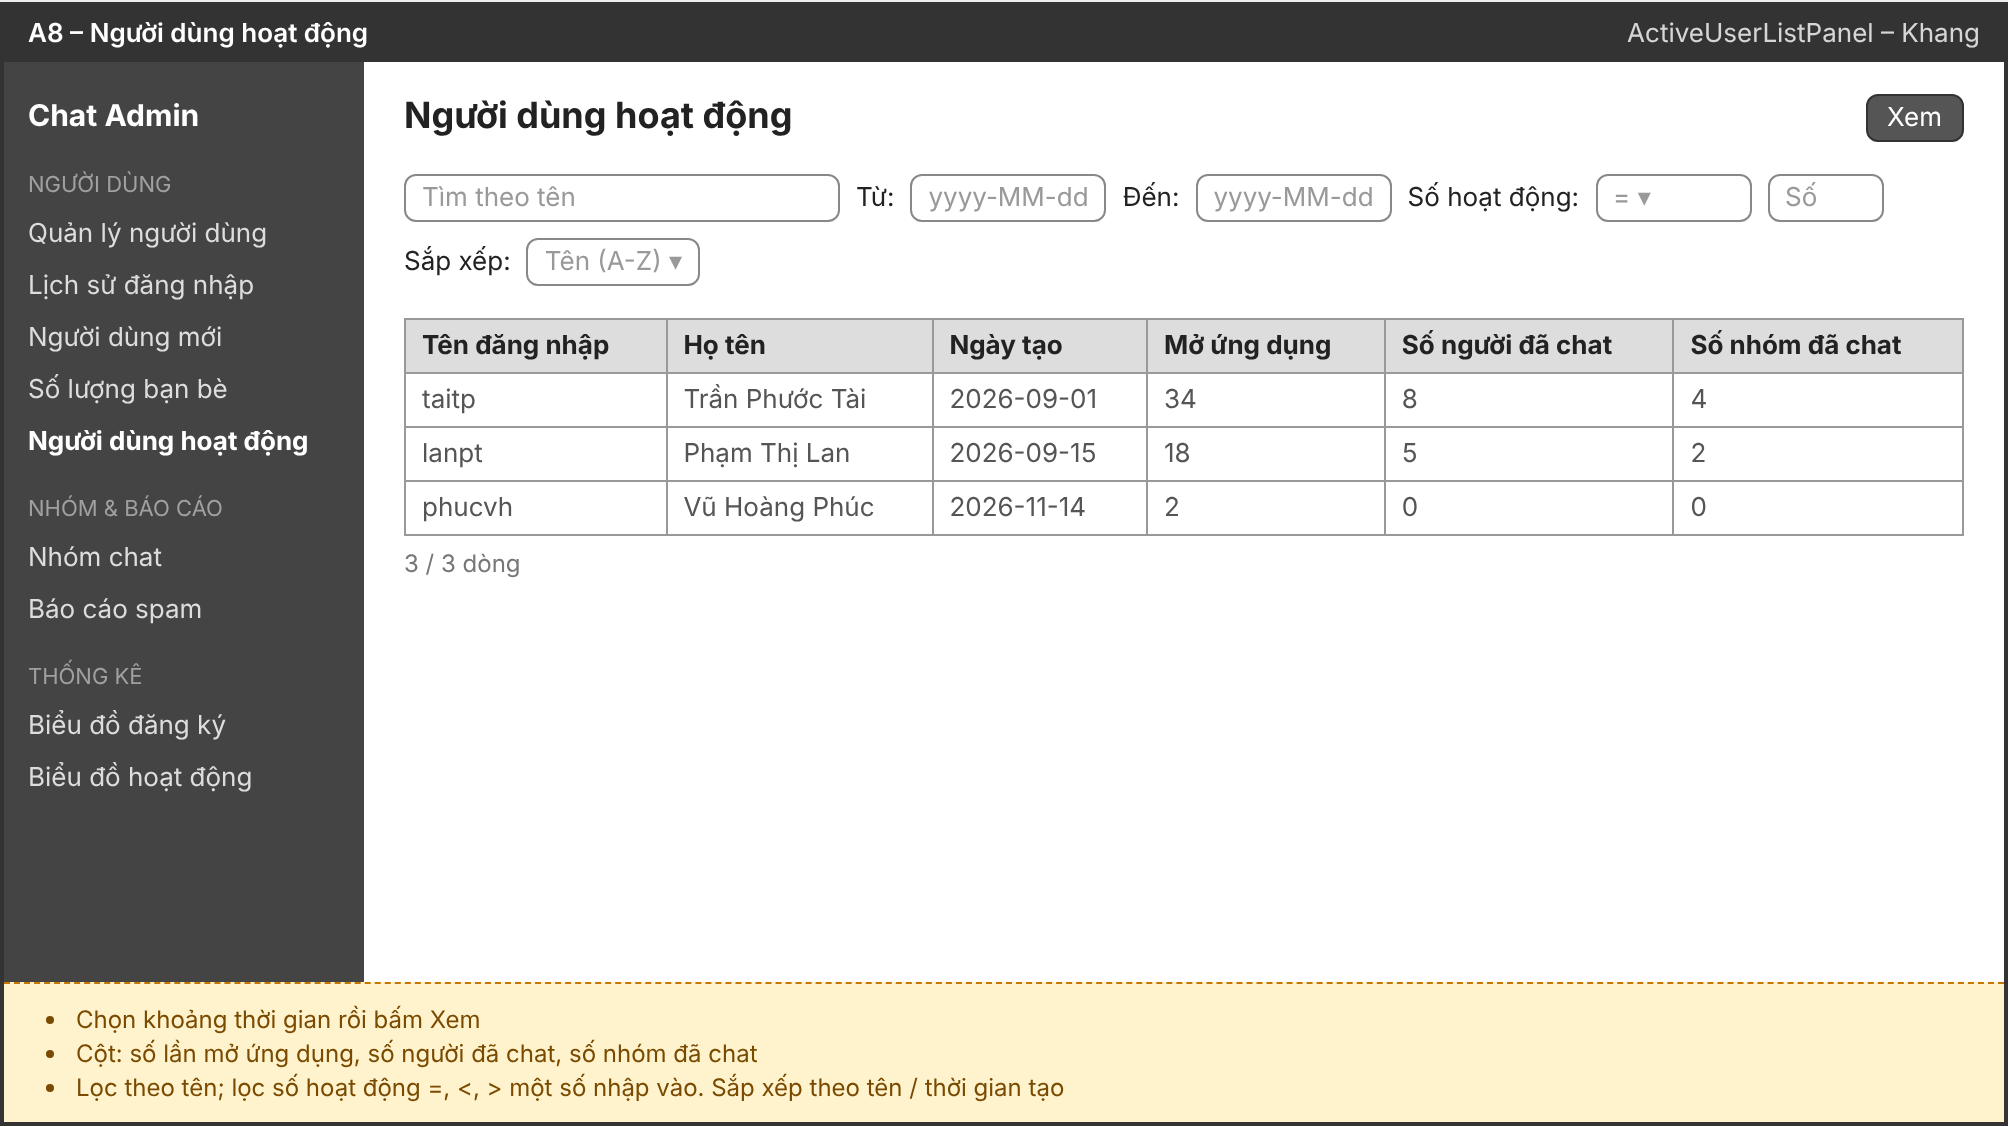 A8 – Người dùng hoạt động
ActiveUserListPanel – Khang
Chat Admin
NGƯỜI DÙNG
Quản lý người dùng
Lịch sử đăng nhập
Người dùng mới
Số lượng bạn bè
Người dùng hoạt động
NHÓM & BÁO CÁO
Nhóm chat
Báo cáo spam
THỐNG KÊ
Biểu đồ đăng ký
Biểu đồ hoạt động
Người dùng hoạt động
Xem
Tìm theo tên Từ: yyyy-MM-dd Đến: yyyy-MM-dd Số hoạt động: = ▾ Số
Sắp xếp: Tên (A-Z) ▾
Tên đăng nhập Họ tên Ngày tạo Mở ứng dụng Số người đã chat Số nhóm đã chat
taitp Trần Phước Tài 2026-09-01 34 8 4
lanpt Phạm Thị Lan 2026-09-15 18 5 2
phucvh Vũ Hoàng Phúc 2026-11-14 2 0 0
3 / 3 dòng
• Chọn khoảng thời gian rồi bấm Xem
• Cột: số lần mở ứng dụng, số người đã chat, số nhóm đã chat
• Lọc theo tên; lọc số hoạt động =, <, > một số nhập vào. Sắp xếp theo tên / thời gian tạo